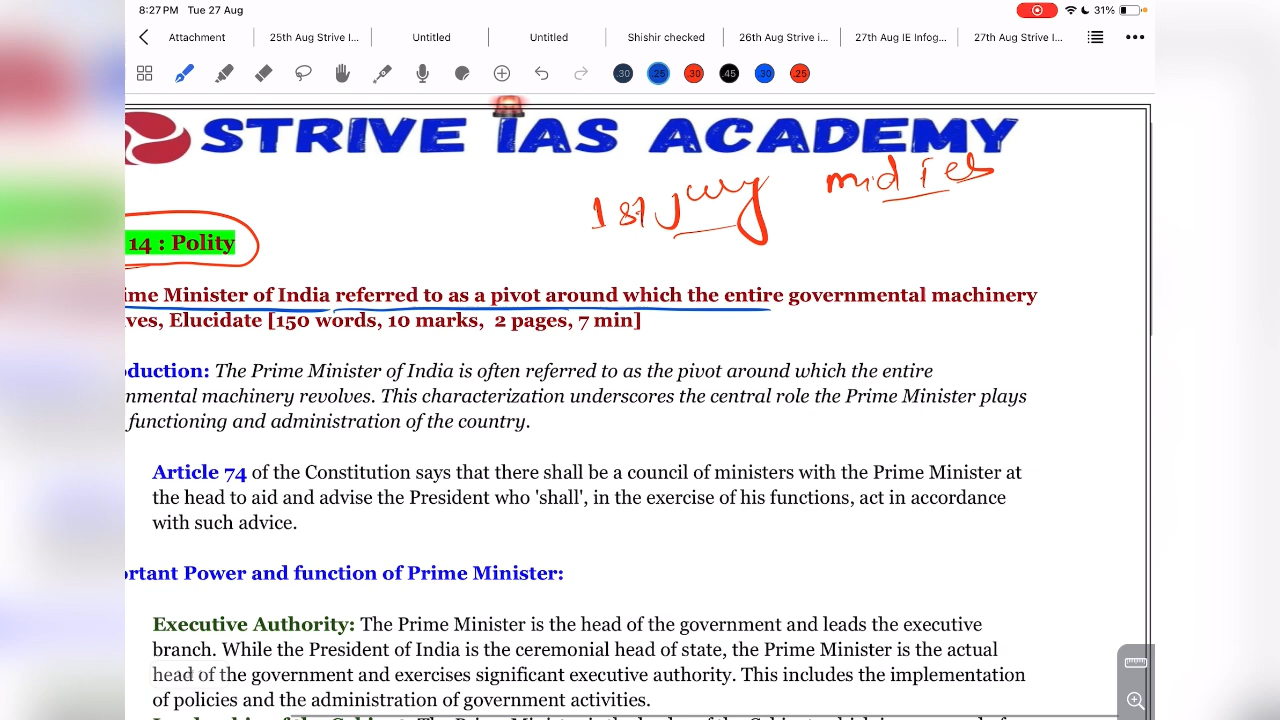 8:27 PM Tue 27 Aug 31%
Attachment 25th Aug Strive I... Untitled Untitled Shishir checked 26th Aug Strive i... 27th Aug IE Infog... 27th Aug Strive I...
.30 .25 .30 .45 .30 .25
STRIVE IAS ACADEMY
1st July
14 : Polity
ime Minister of India referred to as a pivot around which the entire governmental machinery
ves, Elucidate [150 words, 10 marks, 2 pages, 7 min]
oduction: The Prime Minister of India is often referred to as the pivot around which the entire
nmental machinery revolves. This characterization underscores the central role the Prime Minister plays
functioning and administration of the country.
Article 74 of the Constitution says that there shall be a council of ministers with the Prime Minister at
the head to aid and advise the President who 'shall', in the exercise of his functions, act in accordance
with such advice.
ortant Power and function of Prime Minister:
Executive Authority: The Prime Minister is the head of the government and leads the executive
branch. While the President of India is the ceremonial head of state, the Prime Minister is the actual
head of the government and exercises significant executive authority. This includes the implementation
of policies and the administration of government activities.